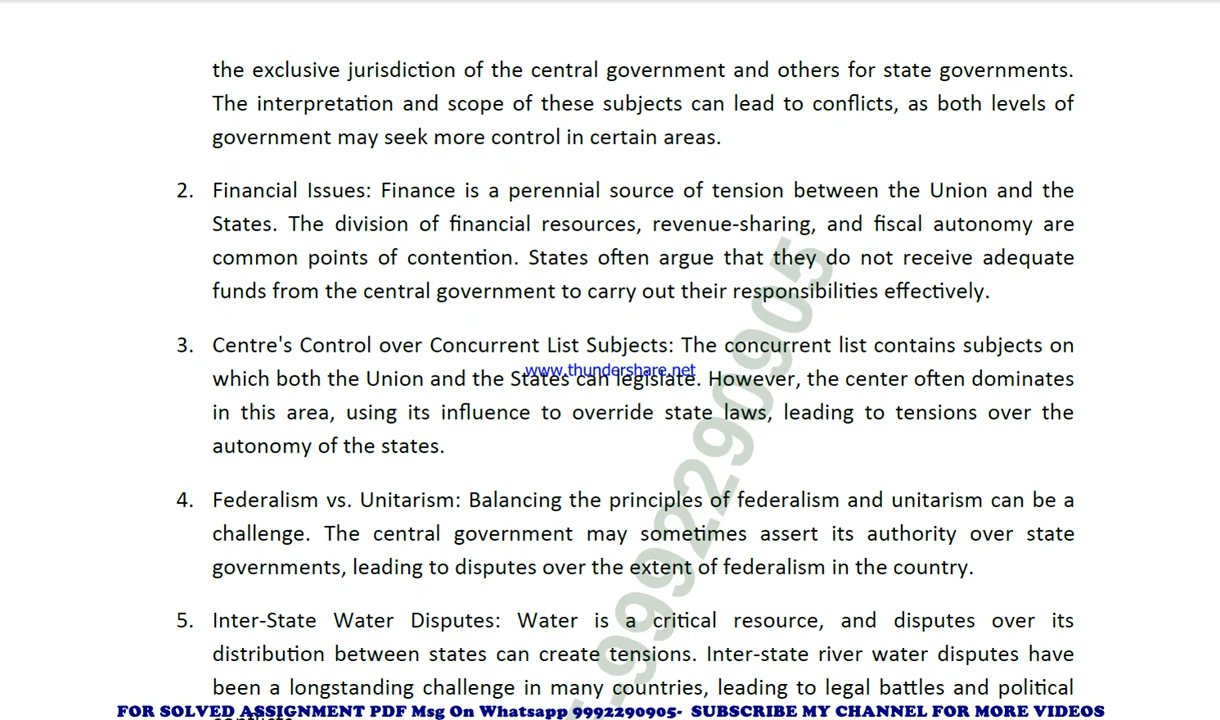 the exclusive jurisdiction of the central government and others for state governments.
The interpretation and scope of these subjects can lead to conflicts, as both levels of
government may seek more control in certain areas.
2. Financial Issues: Finance is a perennial source of tension between the Union and the
States. The division of financial resources, revenue-sharing, and fiscal autonomy are
common points of contention. States often argue that they do not receive adequate
funds from the central government to carry out their responsibilities effectively.
3. Centre's Control over Concurrent List Subjects: The concurrent list contains subjects on
www.thundershare.net
which both the Union and the States can legislate. However, the center often dominates
in this area, using its influence to override state laws, leading to tensions over the
autonomy of the states.
4. Federalism vs. Unitarism: Balancing the principles of federalism and unitarism can be a
challenge. The central government may sometimes assert its authority over state
governments, leading to disputes over the extent of federalism in the country.
5. Inter-State Water Disputes: Water is a critical resource, and disputes over its
distribution between states can create tensions. Inter-state river water disputes have
been a longstanding challenge in many countries, leading to legal battles and political
-9992290905
FOR SOLVED ASSIGNMENT PDF Msg On Whatsapp 9992290905- SUBSCRIBE MY CHANNEL FOR MORE VIDEOS